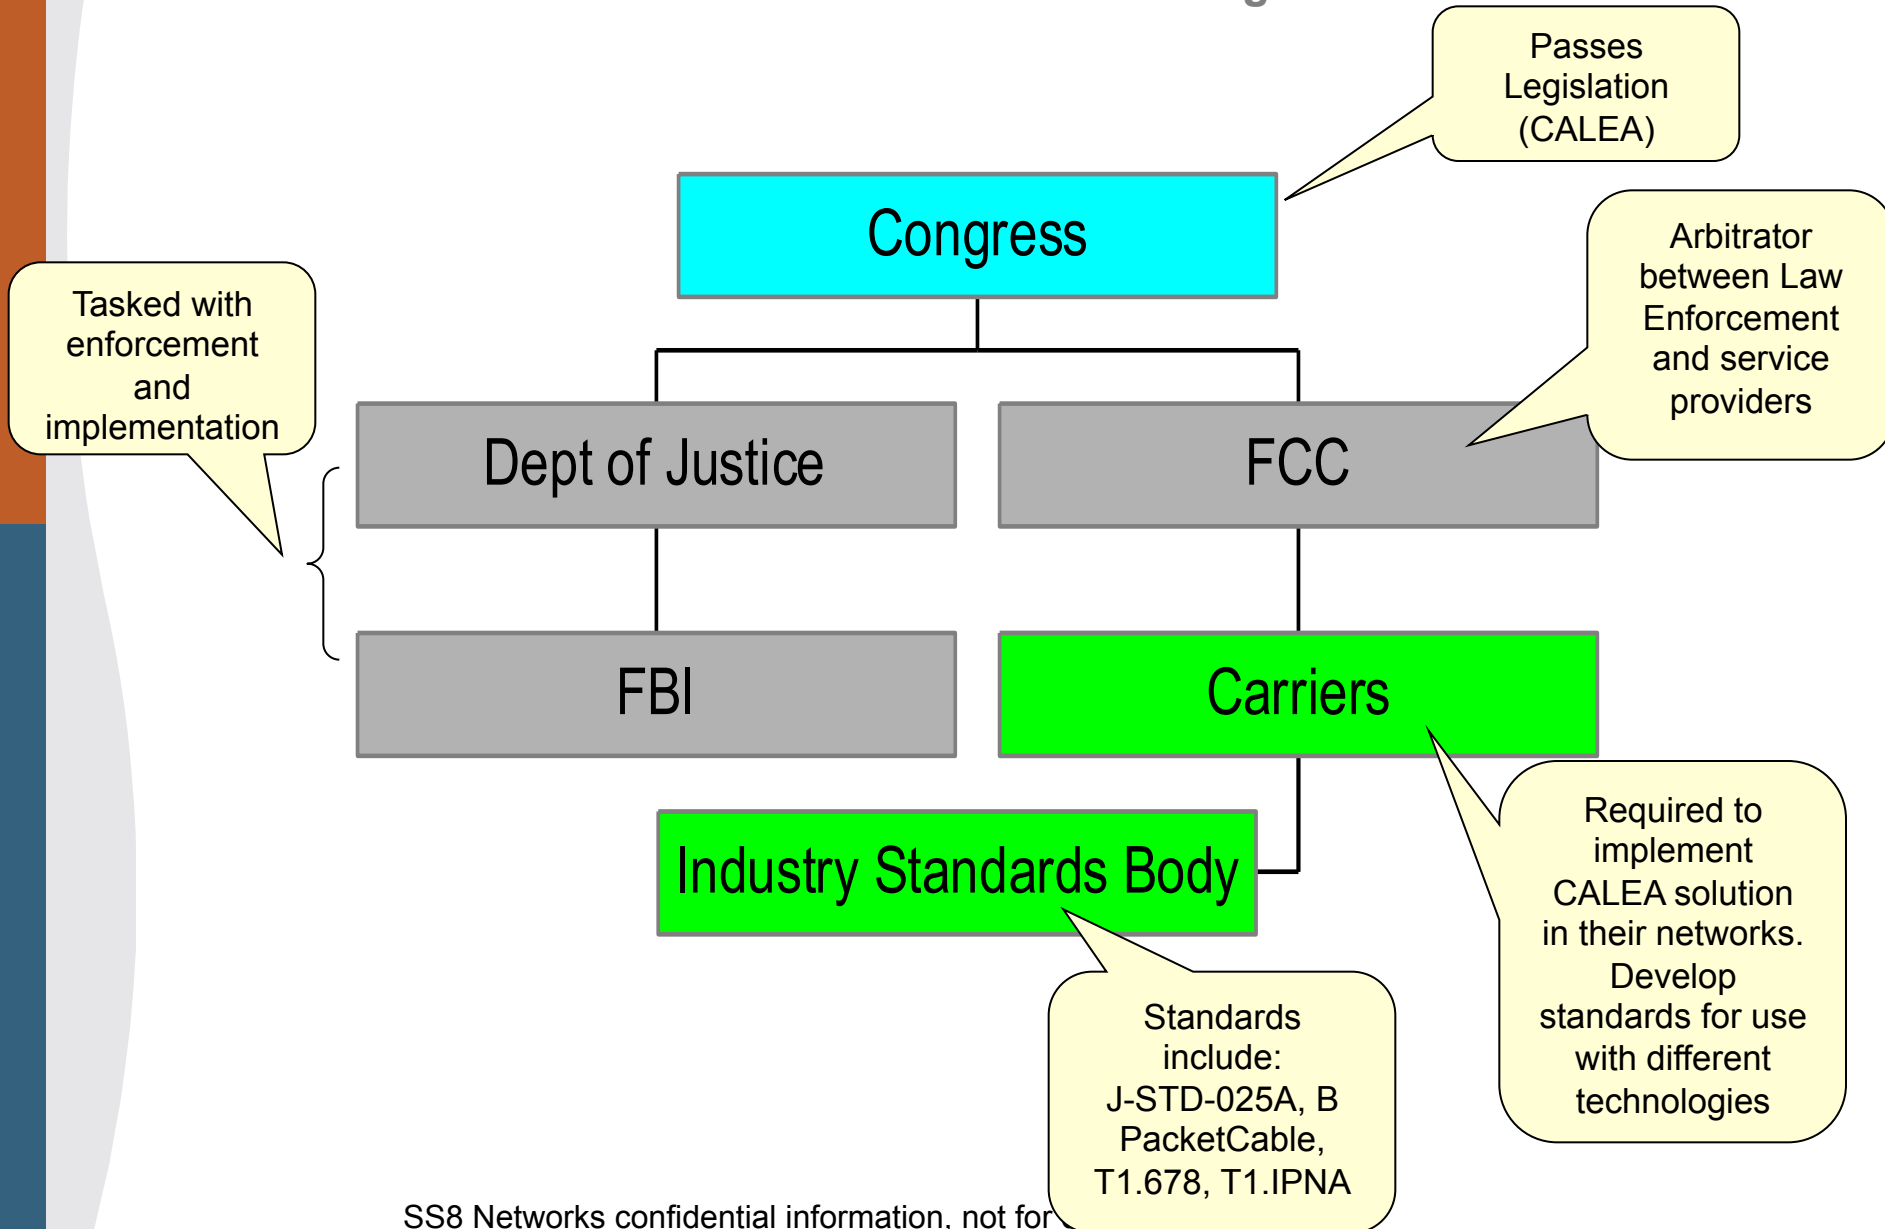 Passes
Legislation
(CALEA)
Congress
Arbitrator
between Law
Enforcement
and service
providers
Tasked with
enforcement
and
implementation
Dept of Justice
FCC
FBI
Carriers
Required to
implement
CALEA solution
in their networks.
Develop
standards for use
with different
technologies
Industry Standards Body
Standards
include:
J-STD-025A, B
PacketCable,
T1.678, T1.IPNA
SS8 Networks confidential information, not for